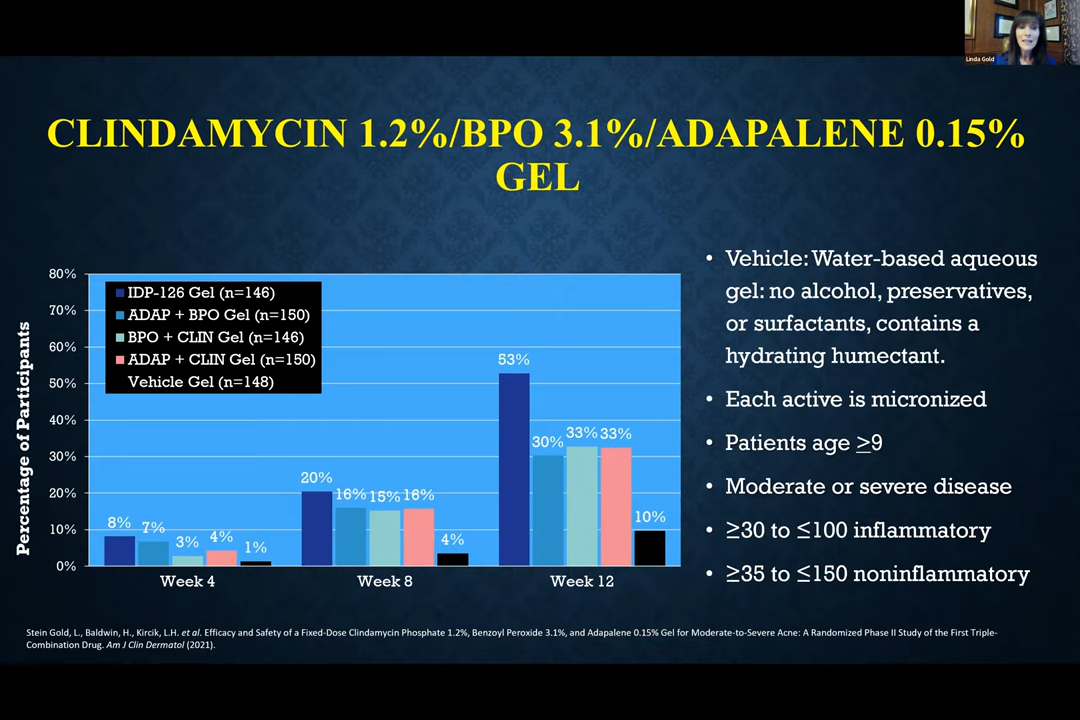 Linda Gold
CLINDAMYCIN 1.2%/BPO 3.1%/ADAPALENE 0.15%
GEL
Percentage of Participants
80%
70%
60%
50%
40%
30%
20%
10%
0%
IDP-126 Gel (n=146)
ADAP + BPO Gel (n=150)
BPO + CLIN Gel (n=146)
ADAP + CLIN Gel (n=150)
Vehicle Gel (n=148)
8%
7%
3%
4%
1%
20%
16%
15%
16%
4%
53%
30%
33%
33%
10%
Week 4
Week 8
Week 12
• Vehicle: Water-based aqueous
gel: no alcohol, preservatives,
or surfactants, contains a
hydrating humectant.
• Each active is micronized
• Patients age ≥9
• Moderate or severe disease
• ≥30 to ≤100 inflammatory
• ≥35 to ≤150 noninflammatory
Stein Gold, L., Baldwin, H., Kircik, L.H. et al. Efficacy and Safety of a Fixed-Dose Clindamycin Phosphate 1.2%, Benzoyl Peroxide 3.1%, and Adapalene 0.15% Gel for Moderate-to-Severe Acne: A Randomized Phase II Study of the First Triple-
Combination Drug. Am J Clin Dermatol (2021).